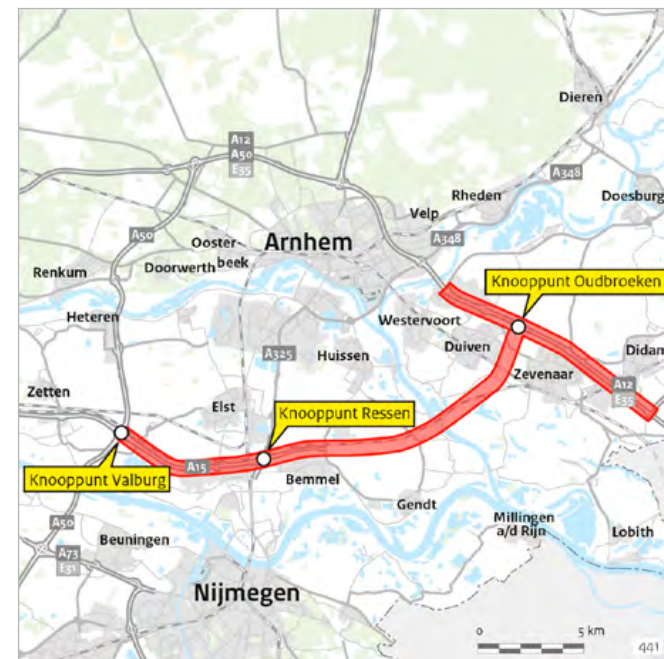 Dieren
A12
A50
E35
A348
Rheden
Doesburg
Velp
A50
Ooster-
beek
Arnhem
A348
Renkum
Doorwerth
Knooppunt Oudbroeken
Heteren
Westervoort
A325
Huissen
Duiven
Didam
Zevenaar
Zetten
Elst
A12
E35
Knooppunt Ressen
A15
Knooppunt Valburg
Bemmel
Gendt
A50
Beuningen
Millingen
a/d Rijn
Lobith
A73
E31
Nijmegen
0
5 km
441